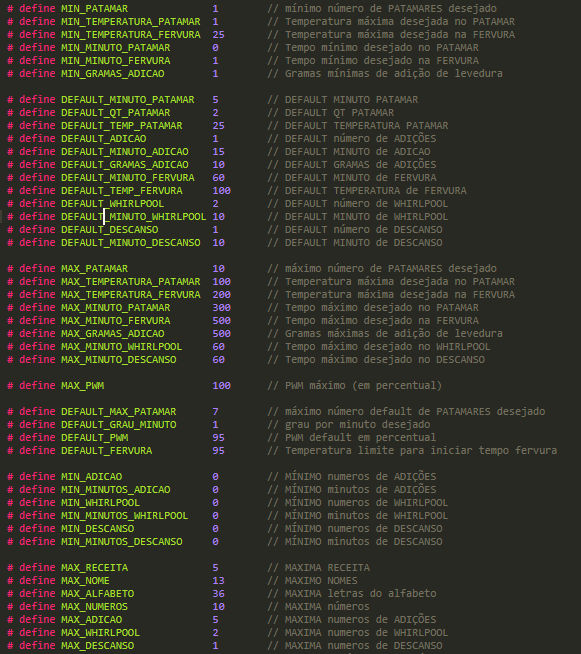 # define MIN_PATAMAR 1 // mínimo número de PATAMARES desejado
# define MIN_TEMPERATURA_PATAMAR 1 // Temperatura máxima desejada no PATAMAR
# define MIN_TEMPERATURA_FERVURA 25 // Temperatura máxima desejada na FERVURA
# define MIN_MINUTO_PATAMAR 0 // Tempo mínimo desejado no PATAMAR
# define MIN_MINUTO_FERVURA 1 // Tempo mínimo desejado na FERVURA
# define MIN_GRAMAS_ADICAO 1 // Gramas mínimas de adição de levedura
# define DEFAULT_MINUTO_PATAMAR 5 // DEFAULT MINUTO PATAMAR
# define DEFAULT_QT_PATAMAR 2 // DEFAULT QT PATAMAR
# define DEFAULT_TEMP_PATAMAR 25 // DEFAULT TEMPERATURA PATAMAR
# define DEFAULT_ADICAO 1 // DEFAULT número de ADIÇÕES
# define DEFAULT_MINUTO_ADICAO 15 // DEFAULT MINUTO de ADICAO
# define DEFAULT_GRAMAS_ADICAO 10 // DEFAULT GRAMAS de ADIÇÕES
# define DEFAULT_MINUTO_FERVURA 60 // DEFAULT MINUTO de FERVURA
# define DEFAULT_TEMP_FERVURA 100 // DEFAULT TEMPERATURA de FERVURA
# define DEFAULT_WHIRLPOOL 2 // DEFAULT número de WHIRLPOOL
# define DEFAULT_MINUTO_WHIRLPOOL 10 // DEFAULT MINUTO de WHIRLPOOL
# define DEFAULT_DESCANSO 1 // DEFAULT número de DESCANSO
# define DEFAULT_MINUTO_DESCANSO 10 // DEFAULT MINUTO de DESCANSO
# define MAX_PATAMAR 10 // máximo número de PATAMARES desejado
# define MAX_TEMPERATURA_PATAMAR 100 // Temperatura máxima desejada no PATAMAR
# define MAX_TEMPERATURA_FERVURA 200 // Temperatura máxima desejada na FERVURA
# define MAX_MINUTO_PATAMAR 300 // Tempo máximo desejado no PATAMAR
# define MAX_MINUTO_FERVURA 500 // Tempo máximo desejado na FERVURA
# define MAX_GRAMAS_ADICAO 500 // Gramas máximas de adição de levedura
# define MAX_MINUTO_WHIRLPOOL 60 // Tempo máximo desejado no WHIRLPOOL
# define MAX_MINUTO_DESCANSO 60 // Tempo máximo desejado no DESCANSO
# define MAX_PWM 100 // PWM máximo (em percentual)
# define DEFAULT_MAX_PATAMAR 7 // máximo número default de PATAMARES desejado
# define DEFAULT_GRAU_MINUTO 1 // grau por minuto desejado
# define DEFAULT_PWM 95 // PWM default em percentual
# define DEFAULT_FERVURA 95 // Temperatura limite para iniciar tempo fervura
# define MIN_ADICAO 0 // MÍNIMO numeros de ADIÇÕES
# define MIN_MINUTOS_ADICAO 0 // MÍNIMO minutos de ADIÇÕES
# define MIN_WHIRLPOOL 0 // MÍNIMO numeros de WHIRLPOOL
# define MIN_MINUTOS_WHIRLPOOL 0 // MÍNIMO minutos de WHIRLPOOL
# define MIN_DESCANSO 0 // MÍNIMO numeros de DESCANSO
# define MIN_MINUTOS_DESCANSO 0 // MÍNIMO minutos de DESCANSO
# define MAX_RECEITA 5 // MAXIMA RECEITA
# define MAX_NOME 13 // MAXIMO NOMES
# define MAX_ALFABETO 36 // MAXIMA letras do alfabeto
# define MAX_NUMEROS 10 // MAXIMA números
# define MAX_ADICAO 5 // MAXIMA numeros de ADIÇÕES
# define MAX_WHIRLPOOL 2 // MAXIMA numeros de WHIRLPOOL
# define MAX_DESCANSO 1 // MAXIMA numeros de DESCANSO